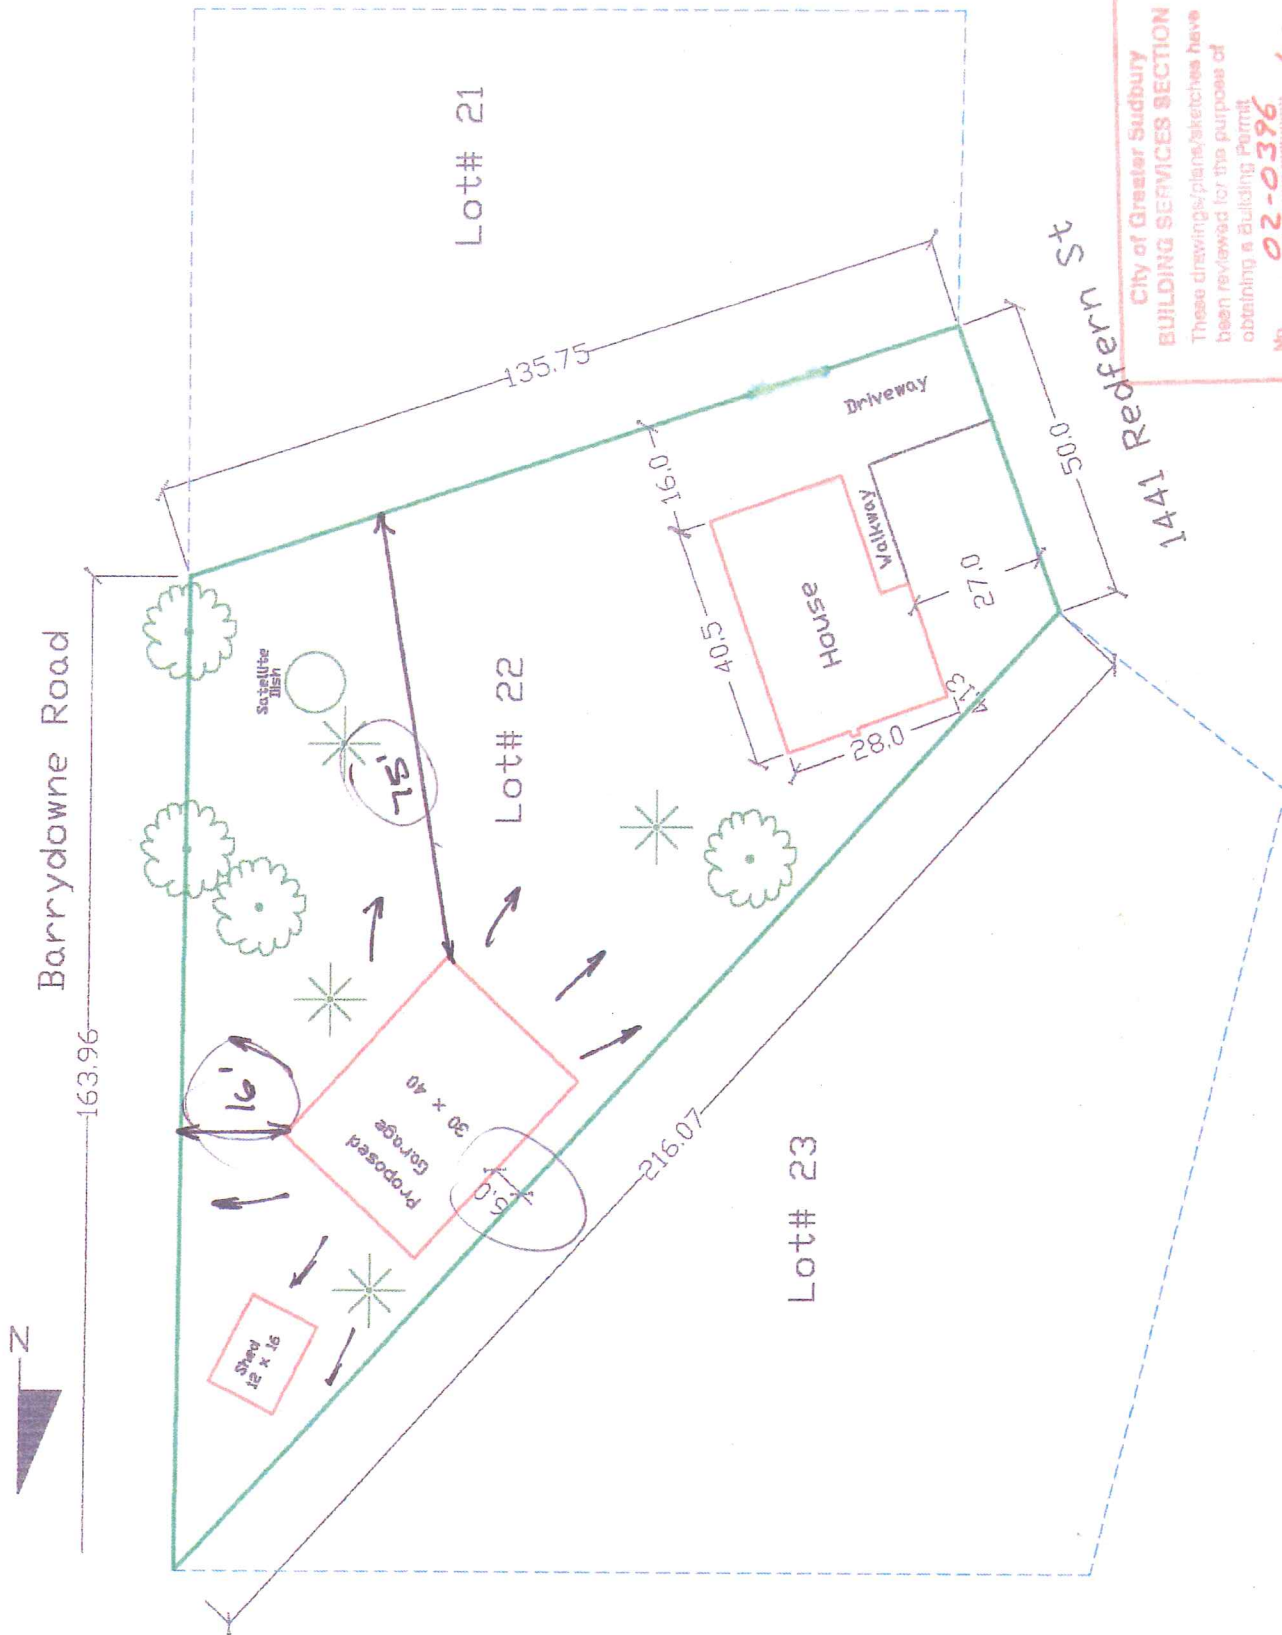 N
Barrydowne Road
163.96
Lot# 21
135.75
Satellite
Dish
75'
Lot# 22
16'
Proposed
Garage
30 x 40
5.0
Shed
12 x 16
16.0
Driveway
40.5
House
Walkway
28.0
4.13
27.0
50.0
1441 Redfern St
216.07
Lot# 23
City of Greater Sudbury
BUILDING SERVICES SECTION
These drawings/plans/sketches have
been reviewed for the purpose of
obtaining a Building Permit
No. 02-0396